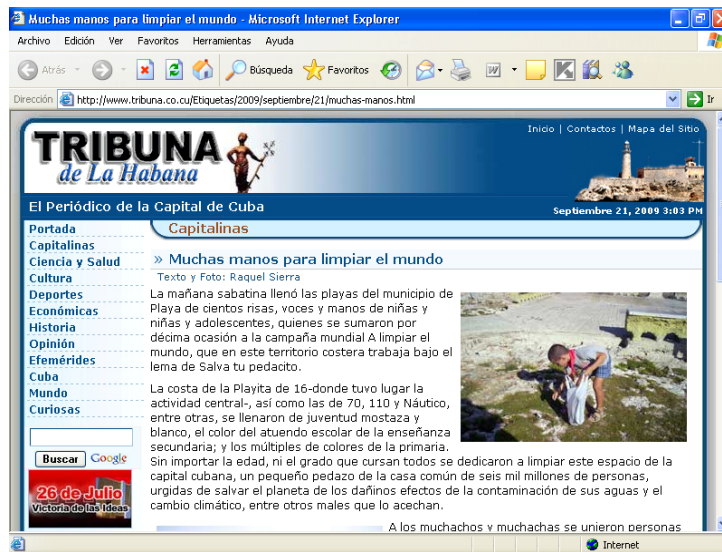 Muchas manos para limpiar el mundo - Microsoft Internet Explorer
Archivo Edición Ver Favoritos Herramientas Ayuda
Atrás Búsqueda Favoritos W K
Dirección http://www.tribuna.co.cu/Etiquetas/2009/septiembre/21/muchas-manos.html Ir
Inicio | Contactos | Mapa del Sitio
TRIBUNA
de La Habana
El Periódico de la Capital de Cuba
Septiembre 21, 2009 3:03 PM
Portada
Capitalinas
Ciencia y Salud
Cultura
Deportes
Económicas
Historia
Opinión
Efemérides
Cuba
Mundo
Curiosas
Buscar Google
26 de Julio
Victoria de las Ideas
Capitalinas
» Muchas manos para limpiar el mundo
Texto y Foto: Raquel Sierra
La mañana sabatina llenó las playas del municipio de
Playa de cientos risas, voces y manos de niñas y
niñas y adolescentes, quienes se sumaron por
décima ocasión a la campaña mundial A limpiar el
mundo, que en este territorio costera trabaja bajo el
lema de Salva tu pedacito.
La costa de la Playita de 16-donde tuvo lugar la
actividad central-, así como las de 70, 110 y Náutico,
entre otras, se llenaron de juventud mostaza y
blanco, el color del atuendo escolar de la enseñanza
secundaria; y los múltiples de colores de la primaria.
Sin importar la edad, ni el grado que cursan todos se dedicaron a limpiar este espacio de la
capital cubana, un pequeño pedazo de la casa común de seis mil millones de personas,
urgidas de salvar el planeta de los dañinos efectos de la contaminación de sus aguas y el
cambio climático, entre otros males que lo acechan.
A los muchachos y muchachas se unieron personas
Internet